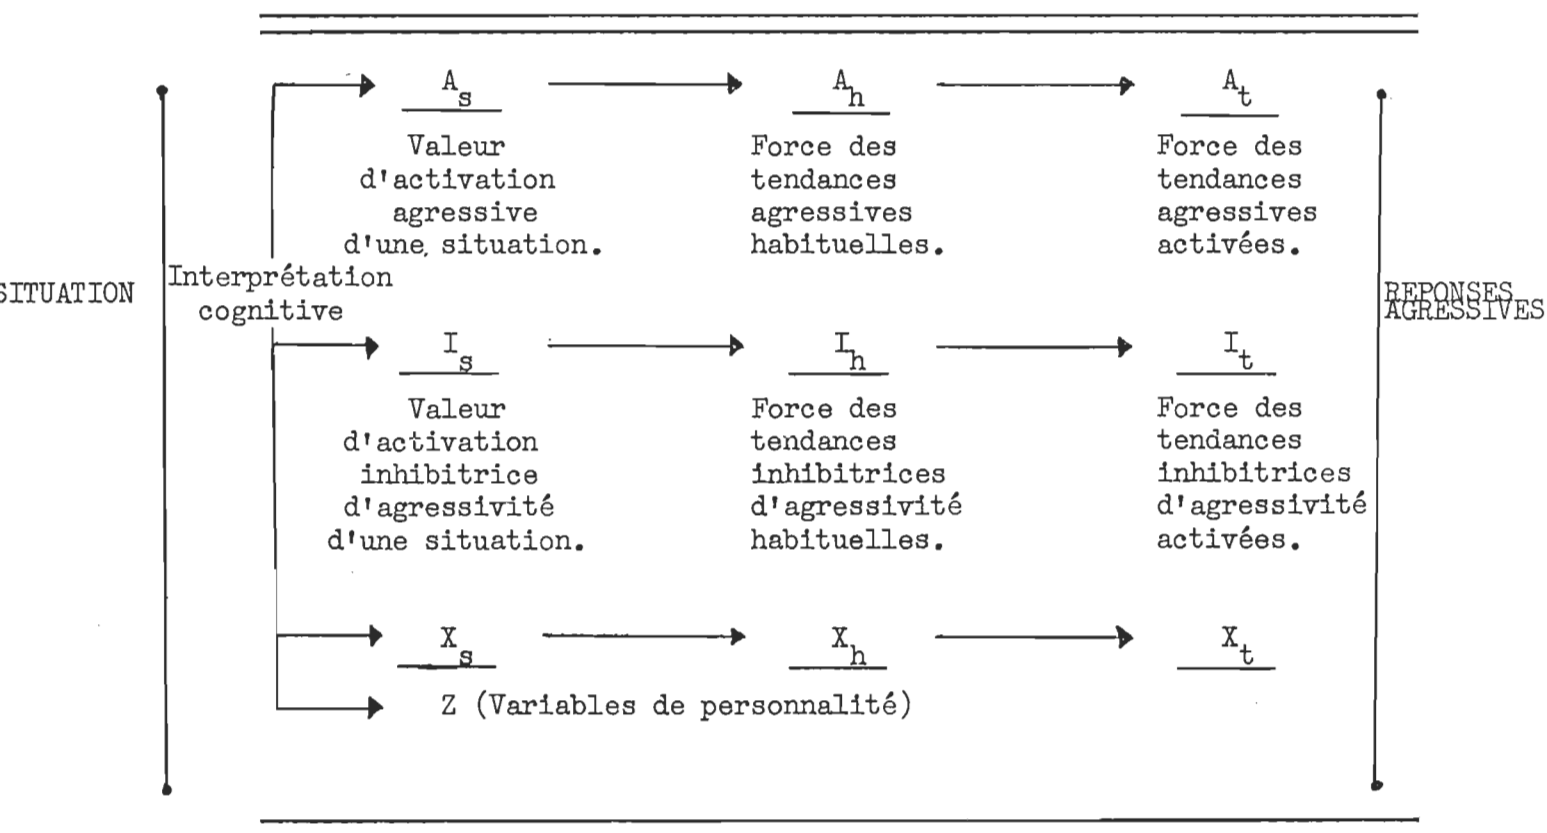 A_s A_h A_t
Valeur Force des Force des
d'activation tendances tendances
agressive agressives agressives
d'une situation. habituelles. activées.
Interprétation
SITUATION REPONSES
cognitive AGRESSIVES
I_s I_h I_t
Valeur Force des Force des
d'activation tendances tendances
inhibitrice inhibitrices inhibitrices
d'agressivité d'agressivité d'agressivité
d'une situation. habituelles. activées.
X_s X_h X_t
Z (Variables de personnalité)